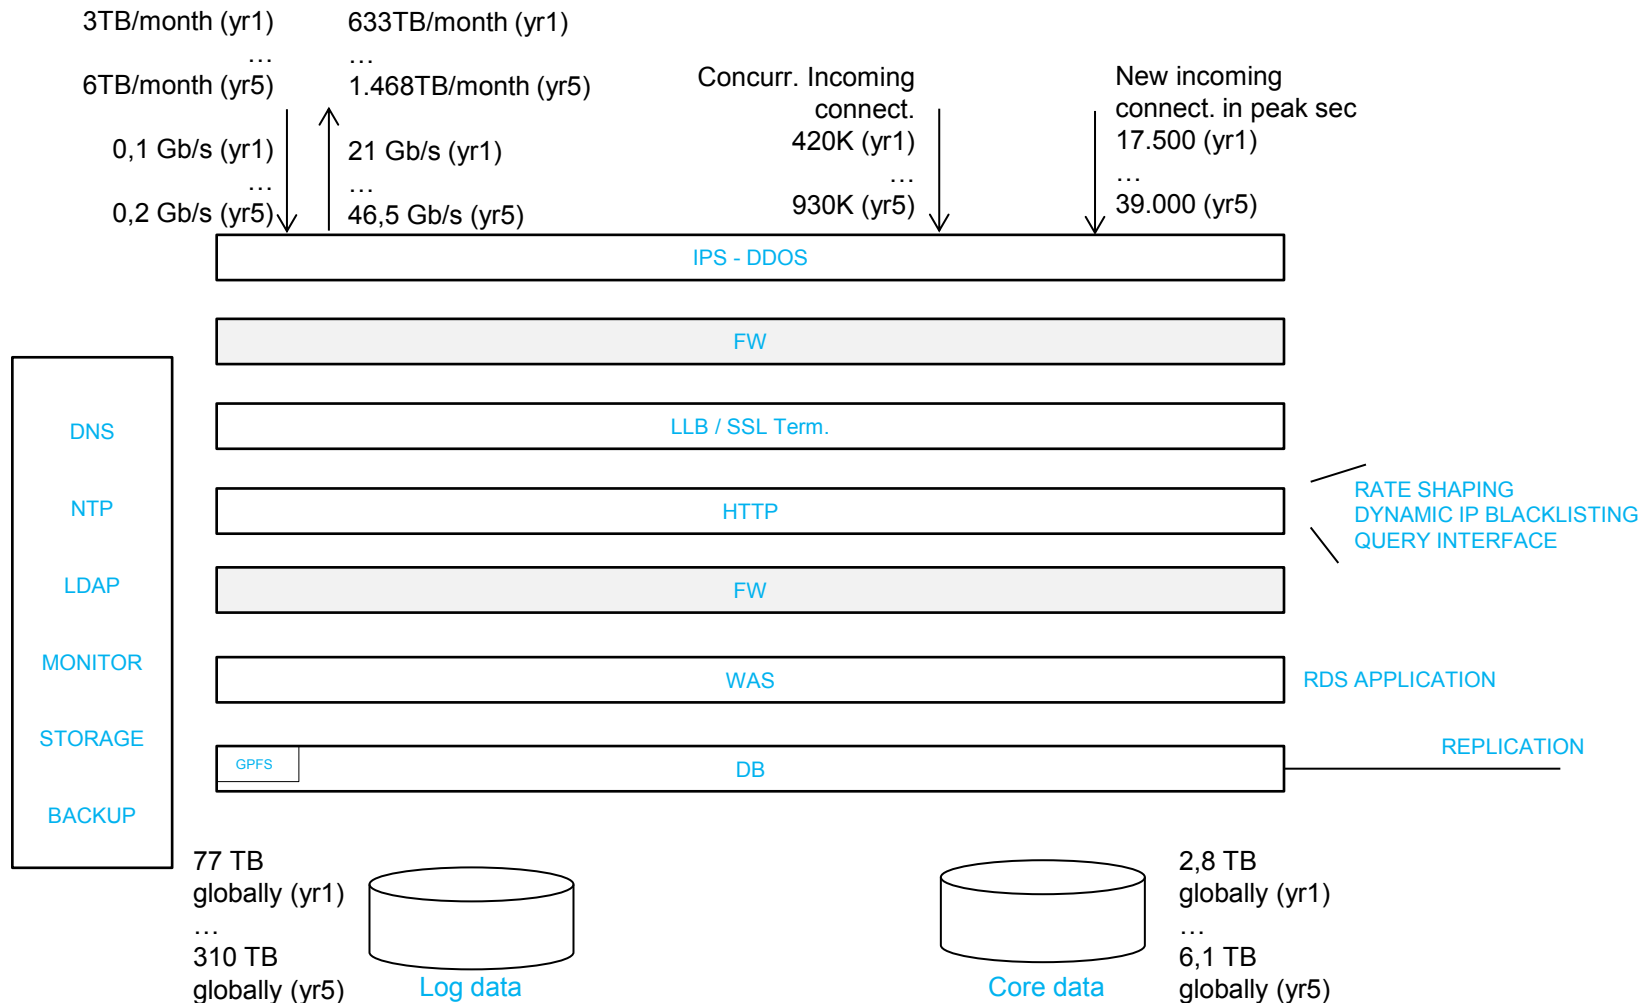 3TB/month (yr1)
…
6TB/month (yr5)
0,1 Gb/s (yr1)
…
0,2 Gb/s (yr5)
633TB/month (yr1)
…
1.468TB/month (yr5)
21 Gb/s (yr1)
…
46,5 Gb/s (yr5)
Concurr. Incoming
connect.
420K (yr1)
…
930K (yr5)
New incoming
connect. in peak sec
17.500 (yr1)
…
39.000 (yr5)
IPS - DDOS
FW
LLB / SSL Term.
HTTP
RATE SHAPING
DYNAMIC IP BLACKLISTING
QUERY INTERFACE
FW
WAS
RDS APPLICATION
GPFS
DB
REPLICATION
DNS
NTP
LDAP
MONITOR
STORAGE
BACKUP
77 TB
globally (yr1)
…
310 TB
globally (yr5)
Log data
Core data
2,8 TB
globally (yr1)
…
6,1 TB
globally (yr5)